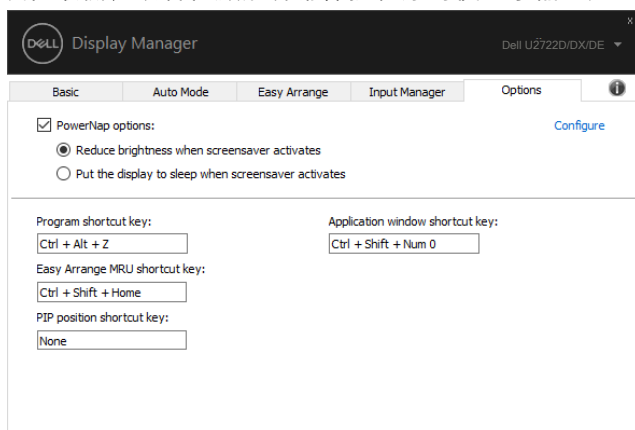 DELL Display Manager
Dell U2722D/DX/DE
Basic Auto Mode Easy Arrange Input Manager Options
PowerNap options:
Configure
Reduce brightness when screensaver activates
Put the display to sleep when screensaver activates
Program shortcut key:
Application window shortcut key:
Ctrl + Alt + Z
Ctrl + Shift + Num 0
Easy Arrange MRU shortcut key:
Ctrl + Shift + Home
PIP position shortcut key:
None